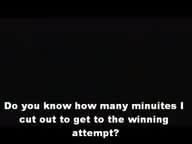 Do you know how many minuites I
cut out to get to the winning
attempt?